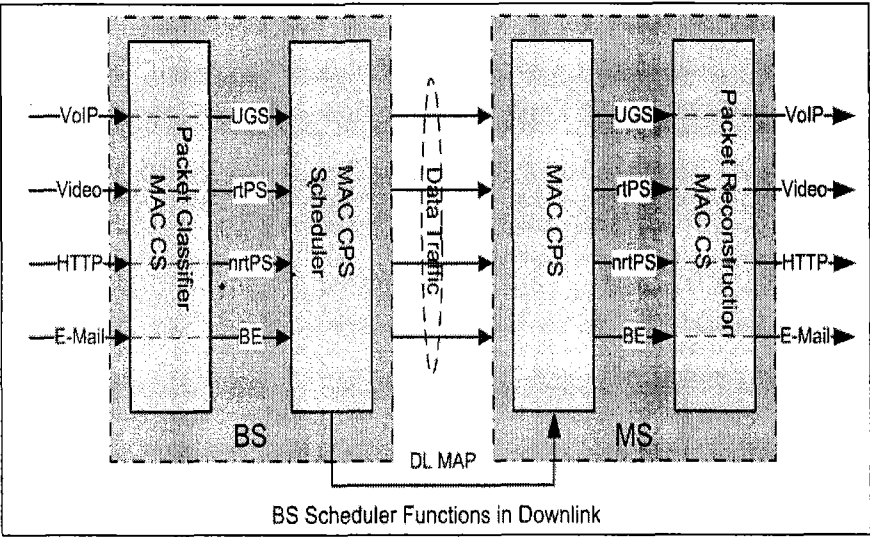 VoIP
Video
HTTP
E-Mail
Packet Classifier
MAC CS
UGS
rtPS
nrtPS
BE
MAC CPS
Scheduler
BS
Data Traffic
MAC CPS
UGS
rtPS
nrtPS
BE
Packet Reconstruction
MAC CS
MS
VoIP
Video
HTTP
E-Mail
DL MAP
BS Scheduler Functions in Downlink